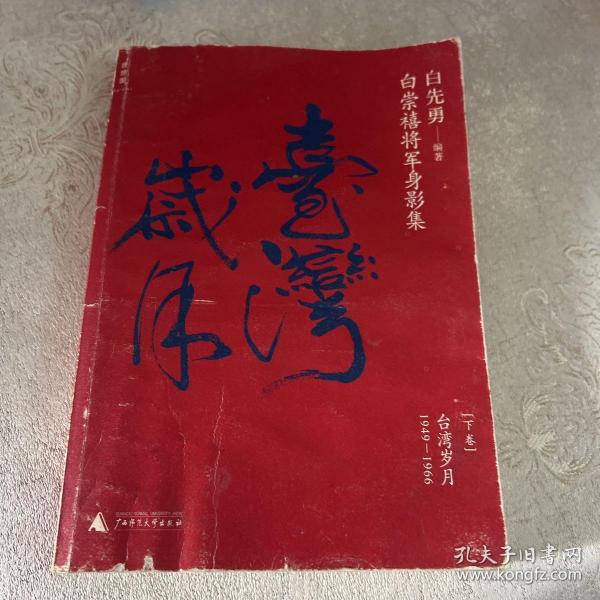 白先勇——编著
白崇禧将军身影集
臺灣
歲月
[下卷]
台湾岁月
1949—1966
广西师范大学出版社
孔夫子旧书网
www.kongfz.com